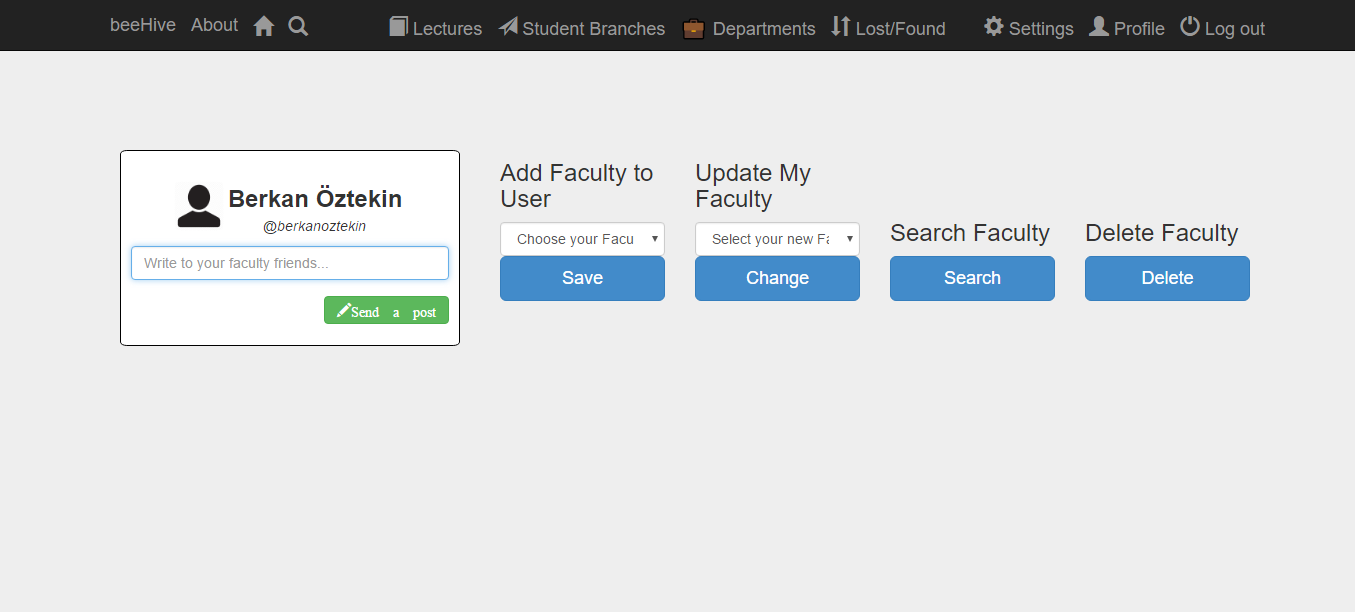 beeHive About Lectures Student Branches Departments Lost/Found Settings Profile Log out
Berkan Öztekin
@berkanoztekin
Write to your faculty friends...
Send a post
Add Faculty to
User
Choose your Facu
Save
Update My
Faculty
Select your new Fa
Change
Search Faculty
Search
Delete Faculty
Delete